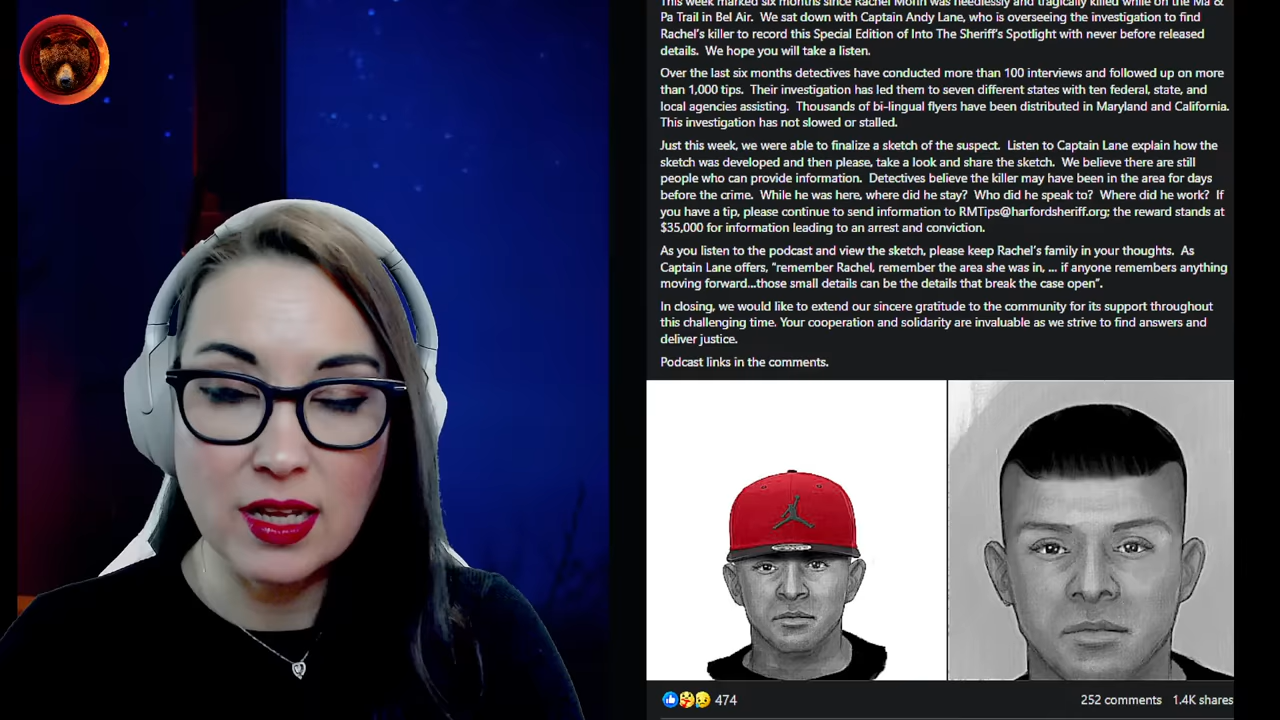 This week marked six months since Rachel Morin was needlessly and tragically killed while on the Ma &
Pa Trail in Bel Air. We sat down with Captain Andy Lane, who is overseeing the investigation to find
Rachel's killer to record this Special Edition of Into The Sheriff's Spotlight with never before released
details. We hope you will take a listen.
Over the last six months detectives have conducted more than 100 interviews and followed up on more
than 1,000 tips. Their investigation has led them to seven different states with ten federal, state, and
local agencies assisting. Thousands of bi-lingual flyers have been distributed in Maryland and California.
This investigation has not slowed or stalled.
Just this week, we were able to finalize a sketch of the suspect. Listen to Captain Lane explain how the
sketch was developed and then please, take a look and share the sketch. We believe there are still
people who can provide information. Detectives believe the killer may have been in the area for days
before the crime. While he was here, where did he stay? Who did he speak to? Where did he work? If
you have a tip, please continue to send information to RMTips@harfordsheriff.org; the reward stands at
$35,000 for information leading to an arrest and conviction.
As you listen to the podcast and view the sketch, please keep Rachel's family in your thoughts. As
Captain Lane offers, "remember Rachel, remember the area she was in, ... if anyone remembers anything
moving forward...those small details can be the details that break the case open".
In closing, we would like to extend our sincere gratitude to the community for its support throughout
this challenging time. Your cooperation and solidarity are invaluable as we strive to find answers and
deliver justice.
Podcast links in the comments.
474
252 comments 1.4K shares